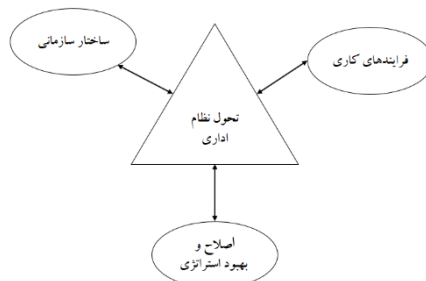 ساختار سازمانی
فرایندهای کاری
تحول نظام
اداری
اصلاح و
بهبود استراتژی